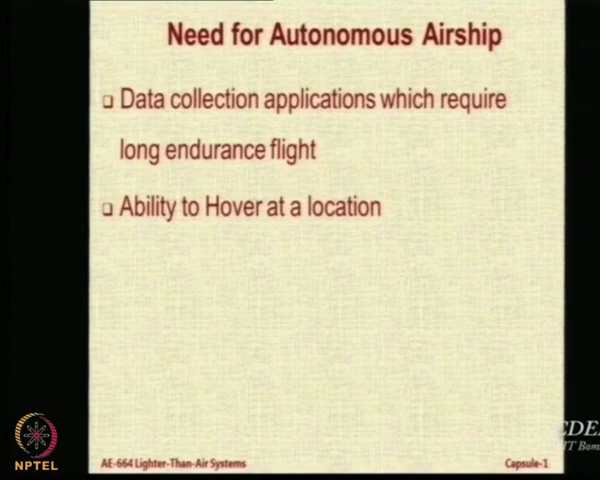 Need for Autonomous Airship
Data collection applications which require
long endurance flight
Ability to Hover at a location
NPTEL
AE-664 Lighter-Than-Air Systems
Capsule-1